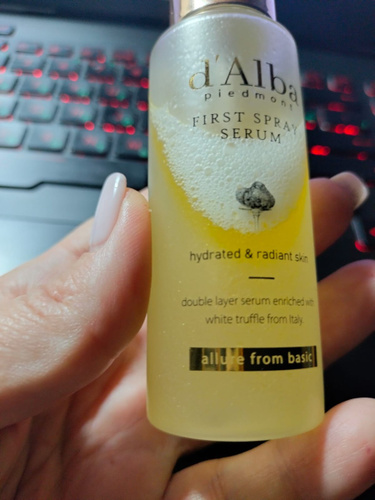 d'Alba
piedmont
FIRST SPRAY
SERUM
hydrated & radiant skin
double layer serum enriched with
white truffle from Italy.
allure from basic